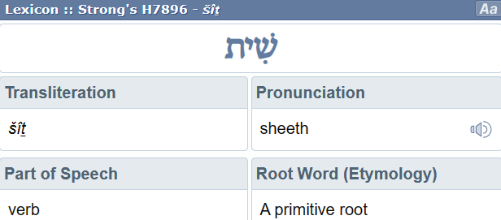 Lexicon :: Strong's H7896 - šîṯ
Aa
שִׁית
Transliteration
Pronunciation
šîṯ
sheeth
Part of Speech
Root Word (Etymology)
verb
A primitive root